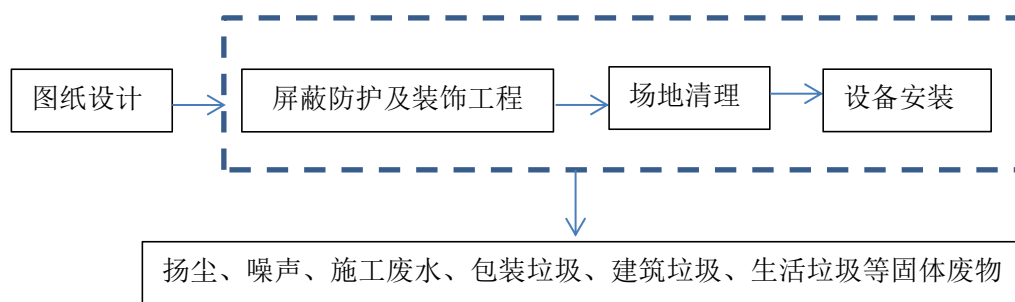 图纸设计
屏蔽防护及装饰工程
场地清理
设备安装
扬尘、噪声、施工废水、包装垃圾、建筑垃圾、生活垃圾等固体废物